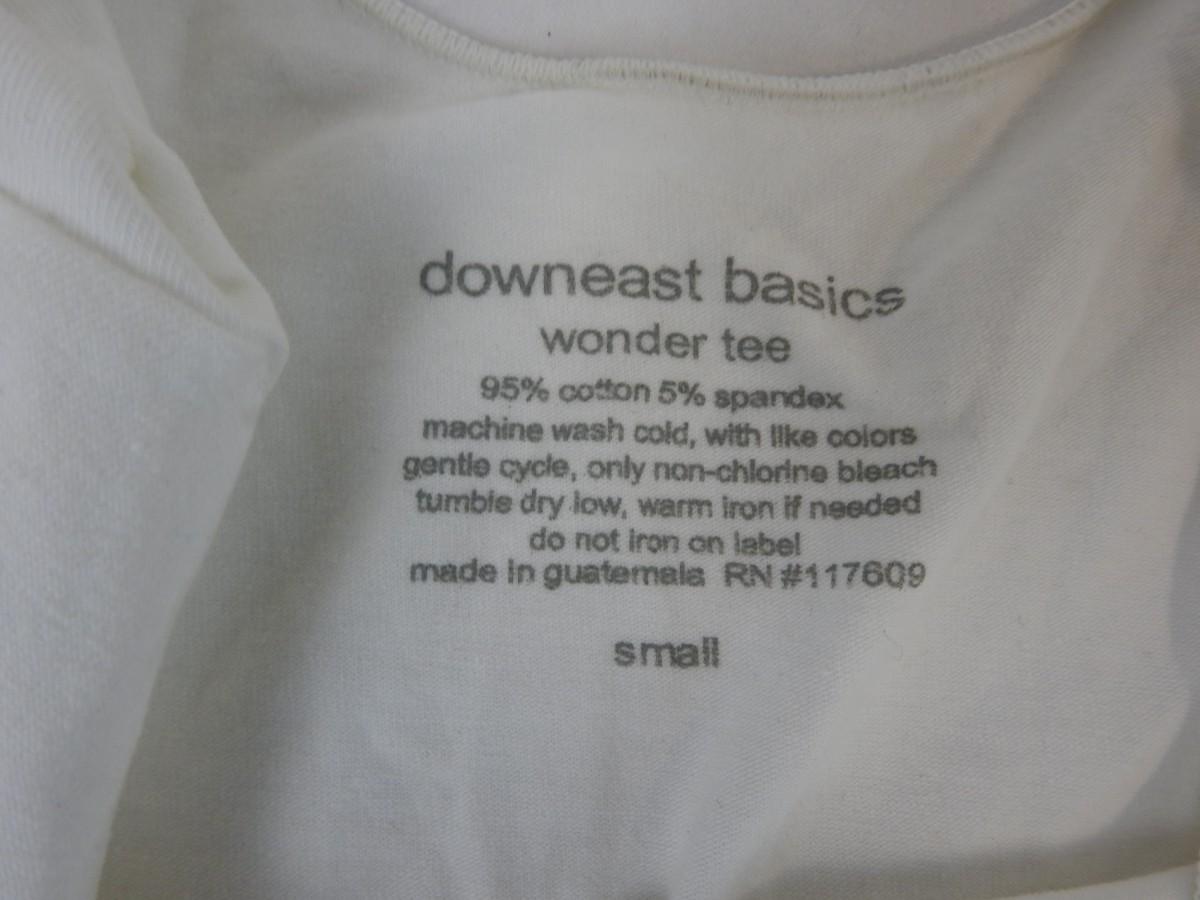 downeast basics
wonder tee
95% cotton 5% spandex
machine wash cold, with like colors
gentle cycle, only non-chlorine bleach
tumble dry low, warm iron if needed
do not iron on label
made in guatemala RN #117609
small